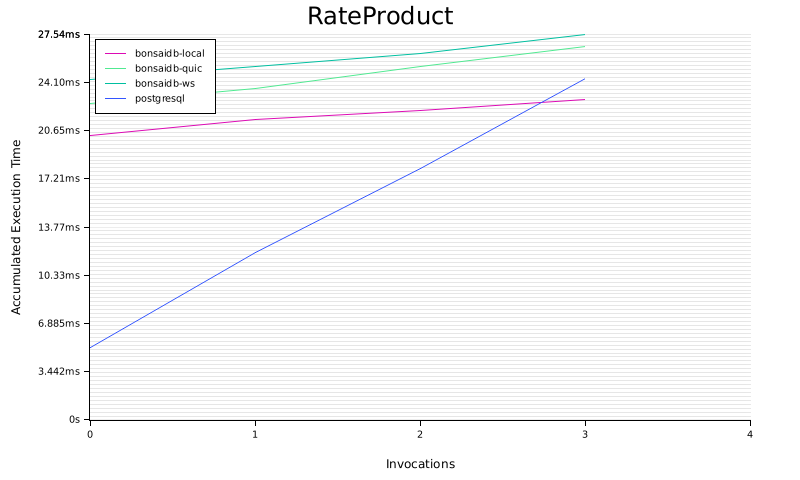 RateProduct
27.54ms
24.10ms
20.65ms
17.21ms
13.77ms
10.33ms
6.885ms
3.442ms
0s
bonsaidb-local
bonsaidb-quic
bonsaidb-ws
postgresql
Accumulated Execution Time
0 1 2 3 4
Invocations